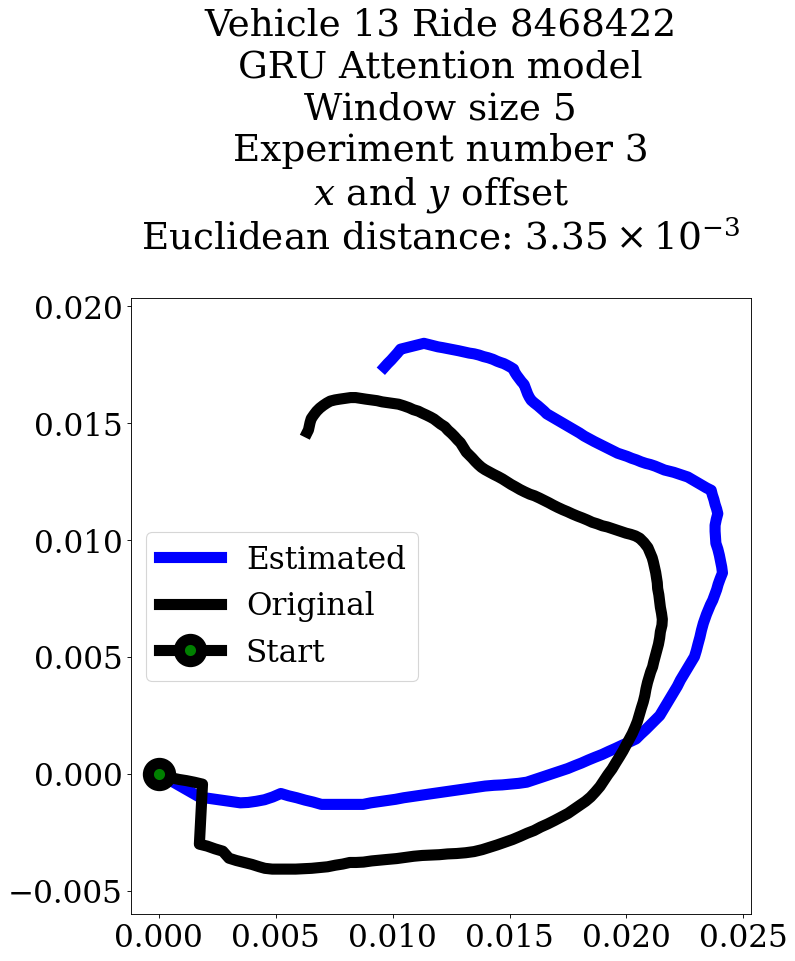 Vehicle 13 Ride 8468422
GRU Attention model
Window size 5
Experiment number 3
x and y offset
Euclidean distance: 3.35 × 10⁻³
0.020
0.015
0.010
0.005
0.000
−0.005
Estimated
Original
Start
0.000 0.005 0.010 0.015 0.020 0.025